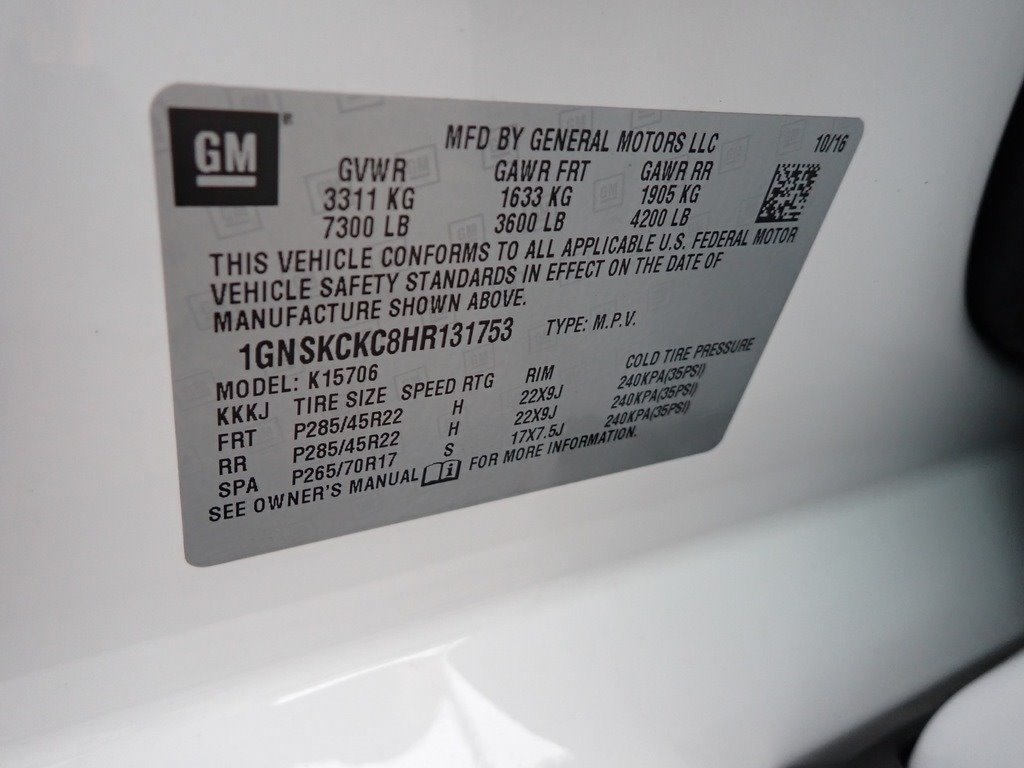 GM ®
MFD BY GENERAL MOTORS LLC 10/16
GVWR GAWR FRT GAWR RR
3311 KG 1633 KG 1905 KG
7300 LB 3600 LB 4200 LB
THIS VEHICLE CONFORMS TO ALL APPLICABLE U.S. FEDERAL MOTOR
VEHICLE SAFETY STANDARDS IN EFFECT ON THE DATE OF
MANUFACTURE SHOWN ABOVE.
1GNSKCKC8HR131753 TYPE: M.P.V.
MODEL: K15706
KKKJ TIRE SIZE SPEED RTG RIM COLD TIRE PRESSURE
FRT P285/45R22 H 22X9J 240KPA(35PSI)
RR P285/45R22 H 22X9J 240KPA(35PSI)
SPA P265/70R17 S 17X7.5J 240KPA(35PSI)
SEE OWNER'S MANUAL FOR MORE INFORMATION.